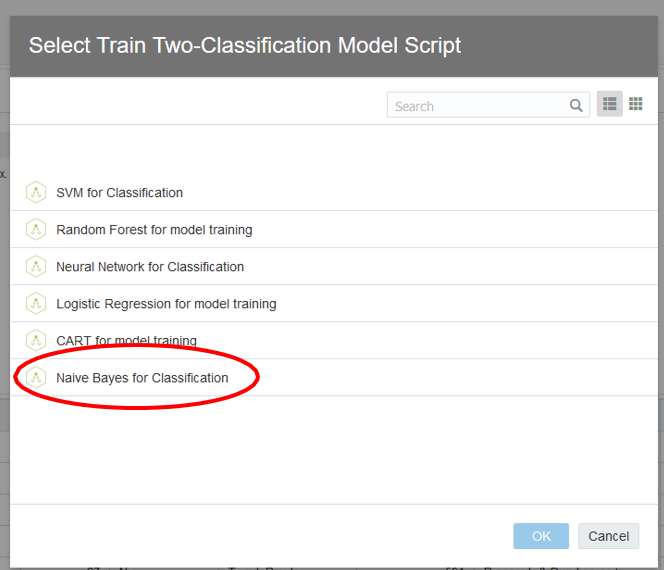 Select Train Two-Classification Model Script
Search
x.
SVM for Classification
Random Forest for model training
Neural Network for Classification
Logistic Regression for model training
CART for model training
Naive Bayes for Classification
OK Cancel